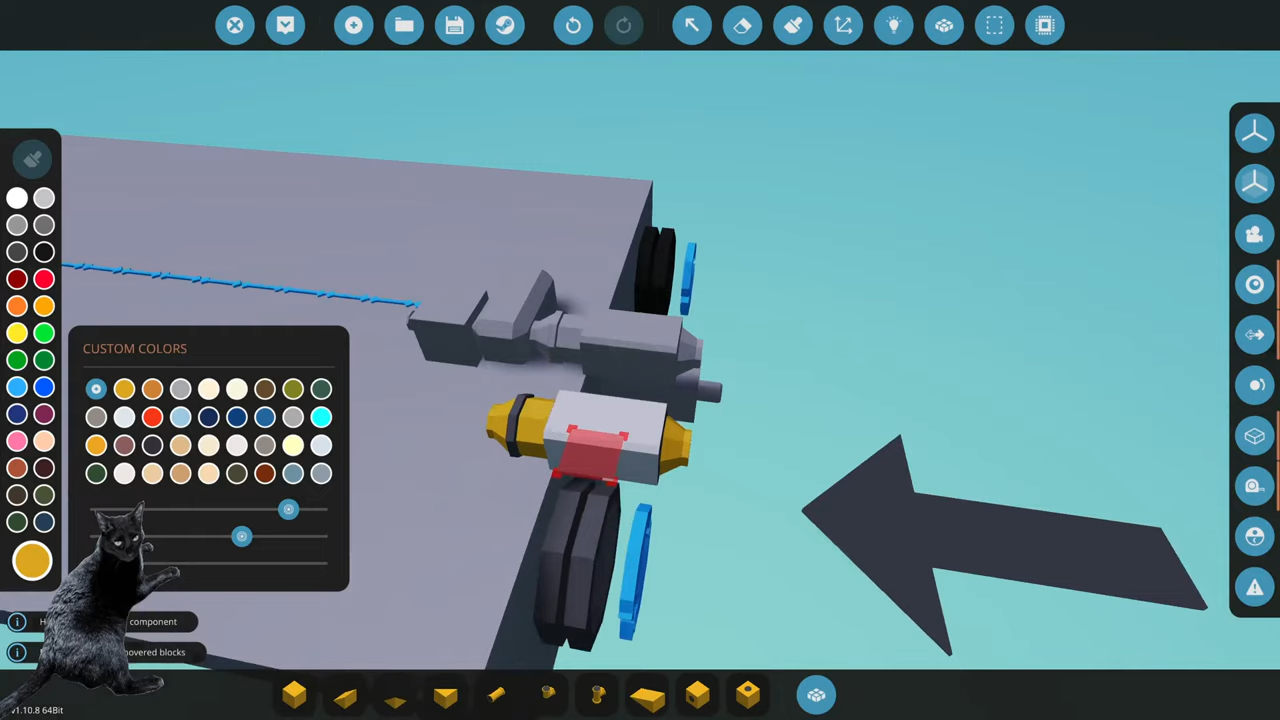 CUSTOM COLORS
H component
overed blocks
v1.10.8 64Bit